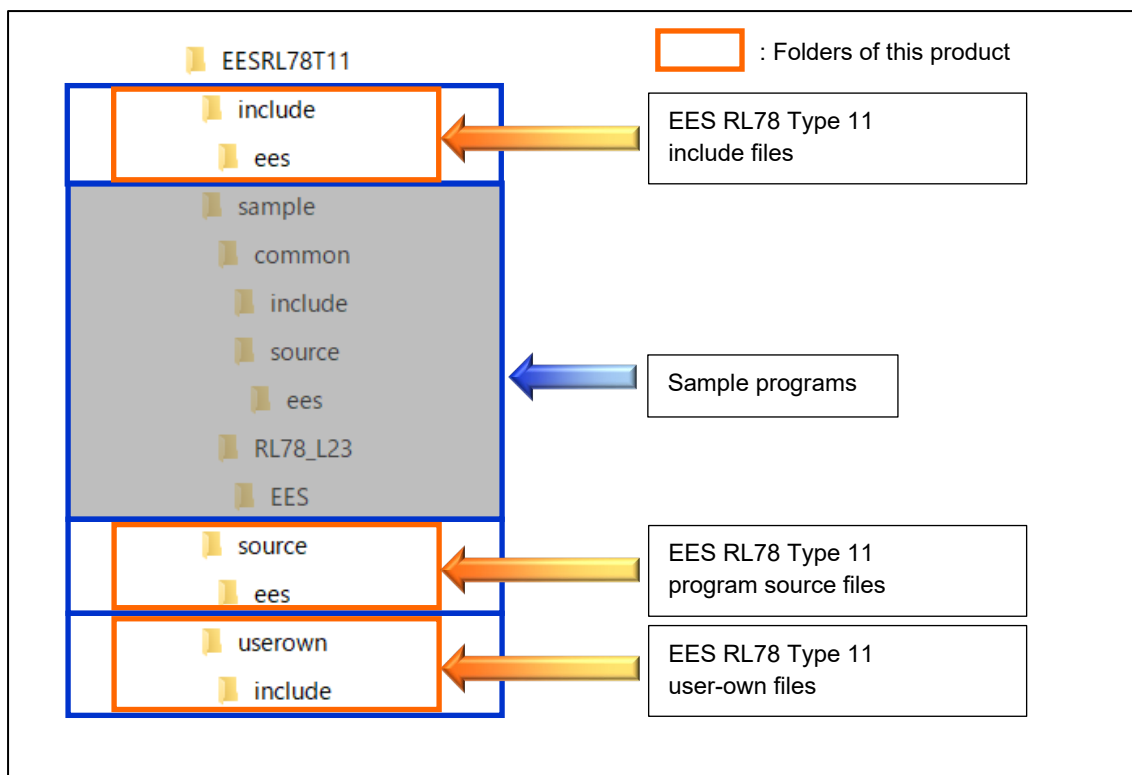 EESRL78T11
: Folders of this product
include
ees
EES RL78 Type 11
include files
sample
common
include
source
ees
RL78_L23
EES
Sample programs
source
ees
EES RL78 Type 11
program source files
userown
include
EES RL78 Type 11
user-own files